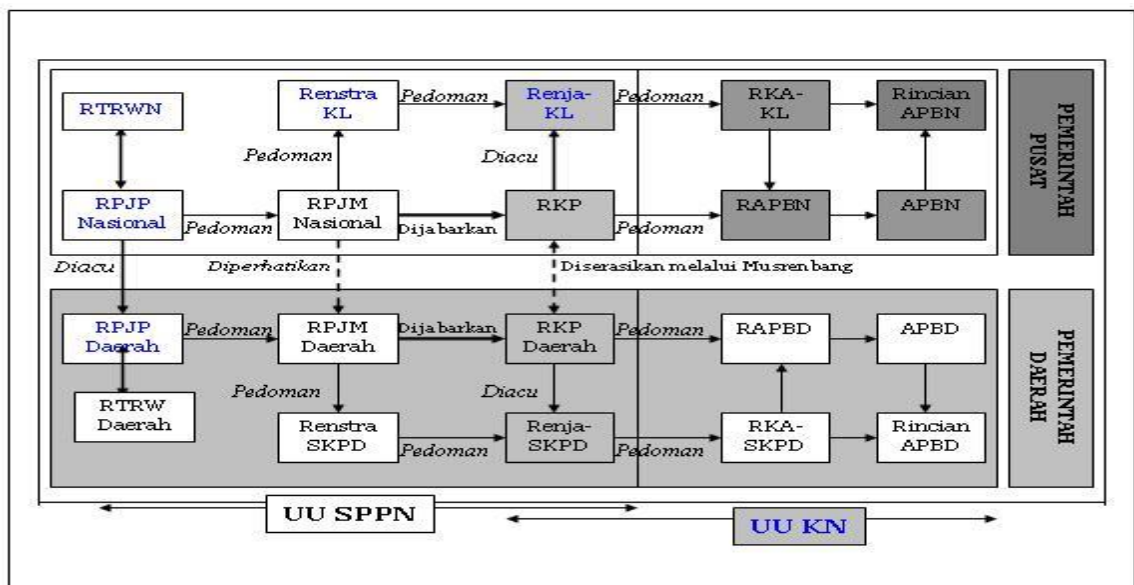 Renstra
KL
Pedoman
Renja-
KL
Pedoman
RKA-
KL
Rincian
APBN
RTRWN
Pedoman
Diacu
RPJP
Nasional
Pedoman
RPJM
Nasional
Dijabarkan
RKP
Pedoman
RAPBN
APBN
PEMERINTAH
PUSAT
Diacu
Diperhatikan
Diserasikan melalui Musrenbang
RPJP
Daerah
Pedoman
RPJM
Daerah
Dijabarkan
RKP
Daerah
Pedoman
RAPBD
APBD
RTRW
Daerah
Pedoman
Diacu
Renstra
SKPD
Pedoman
Renja-
SKPD
Pedoman
RKA-
SKPD
Rincian
APBD
PEMERINTAH
DAERAH
UU SPPN
UU KN